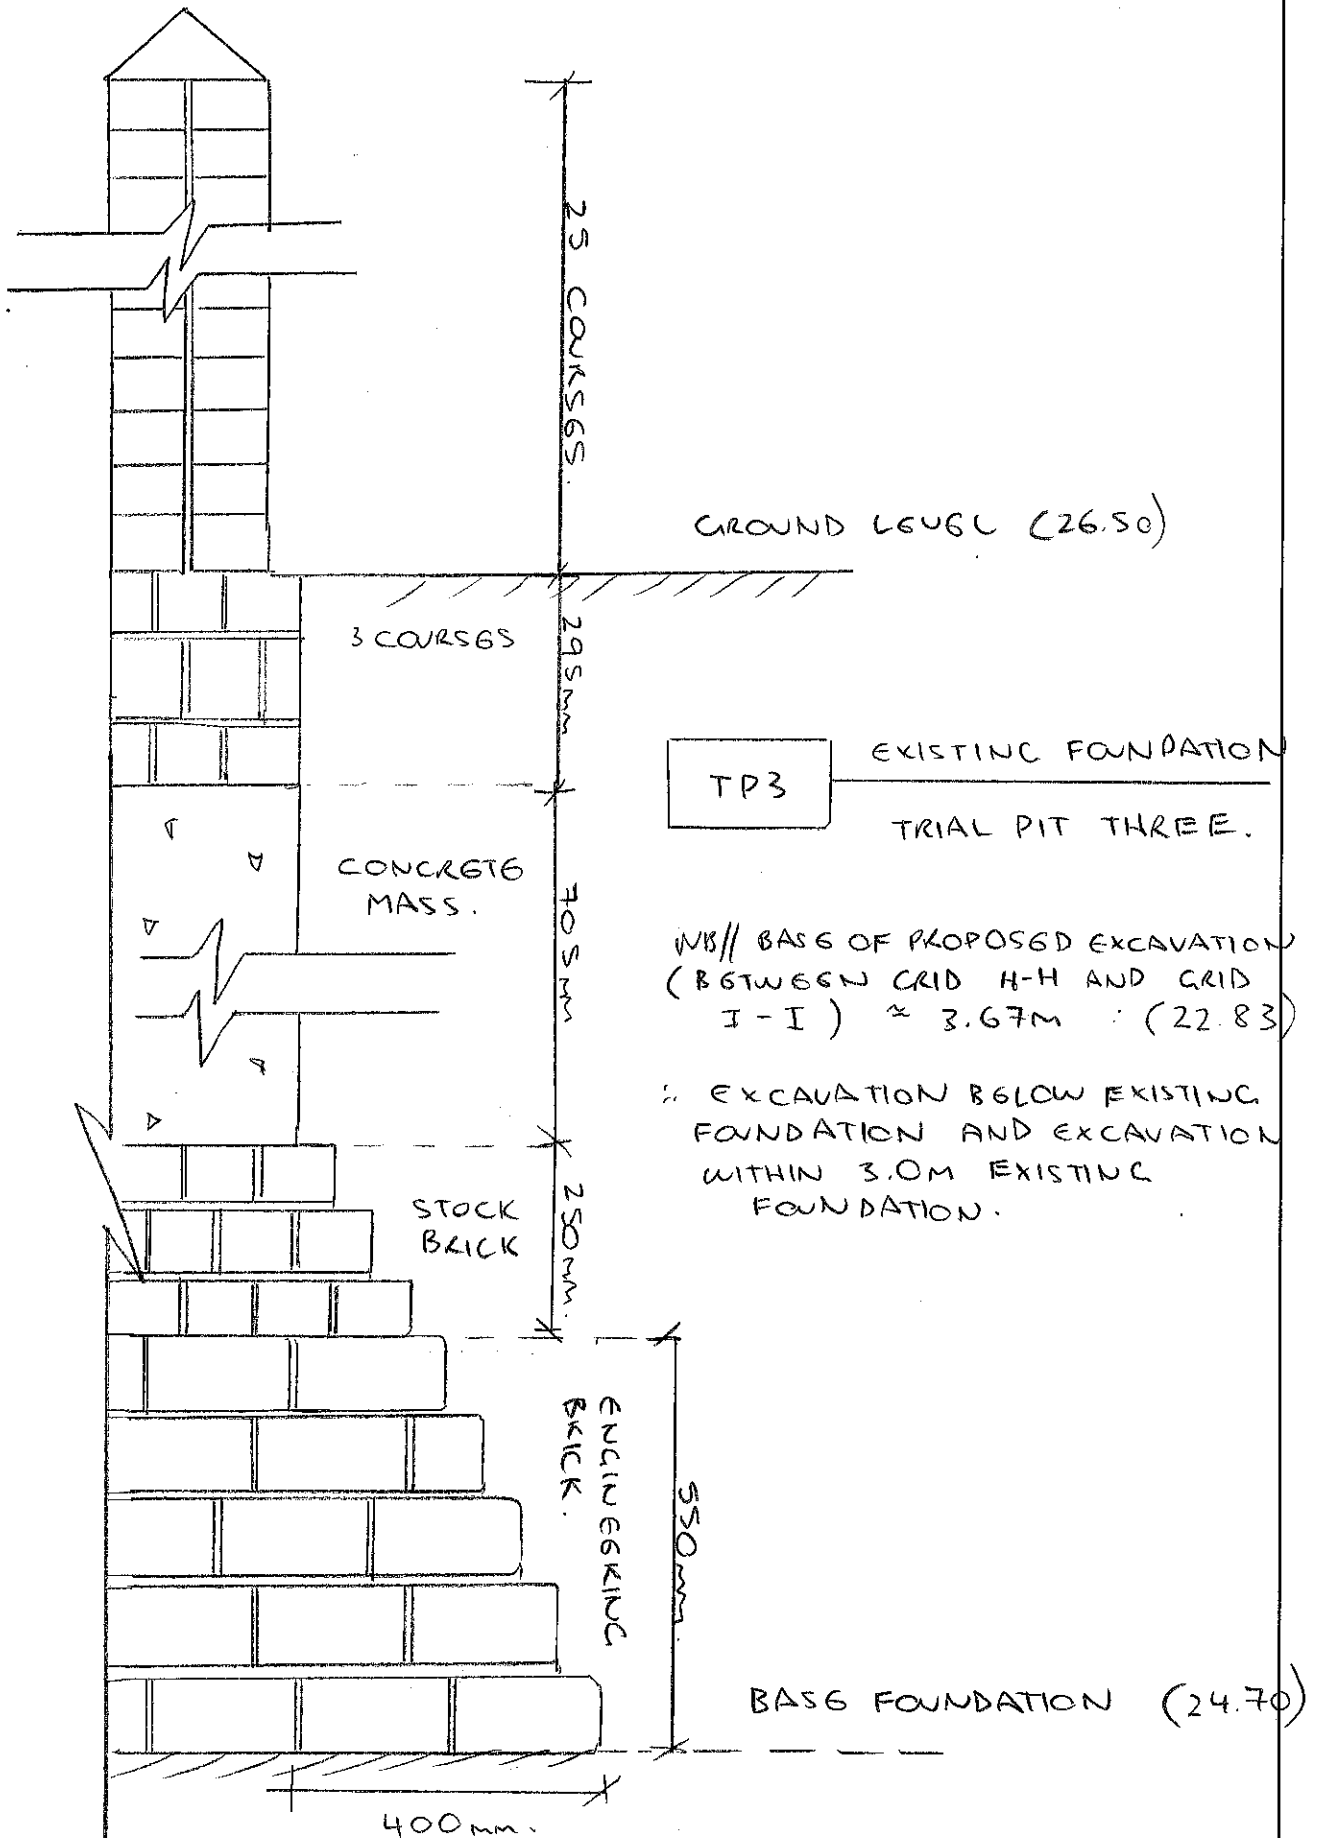 25 COURSES.
GROUND LEVEL (26.50)
3 COURSES
295mm
TP3
EXISTING FOUNDATION
TRIAL PIT THREE.
CONCRETE
MASS.
705mm
NB// BASE OF PROPOSED EXCAVATION
(BETWEEN GRID H-H AND GRID
I-I) ≈ 3.67M : (22.83)
∴ EXCAVATION BELOW EXISTING
FOUNDATION AND EXCAVATION
WITHIN 3.0M EXISTING
FOUNDATION.
STOCK
BRICK
250mm.
ENGINEERING
BRICK.
550mm
BASE FOUNDATION (24.70)
400mm.